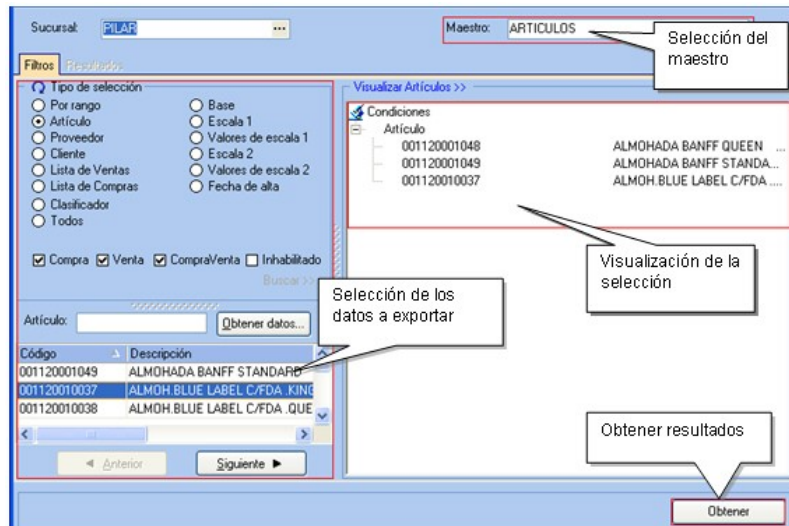 Sucursal: PILAR ...
Maestro: ARTICULOS
Selección del
maestro
Filtros Resultados
Tipo de selección
Por rango
Artículo
Proveedor
Cliente
Lista de Ventas
Lista de Compras
Clasificador
Todos
Base
Escala 1
Valores de escala 1
Escala 2
Valores de escala 2
Fecha de alta
Compra Venta CompraVenta Inhabilitado
Buscar >>
Visualizar Artículos >>
Condiciones
Artículo
001120001048 ALMOHADA BANFF QUEEN ...
001120001049 ALMOHADA BANFF STANDA...
001120010037 ALMOH.BLUE LABEL C/FDA ....
Visualización de la
selección
Selección de los
datos a exportar
Artículo: Obtener datos...
Código Descripción
001120001049 ALMOHADA BANFF STANDARD
001120010037 ALMOH.BLUE LABEL C/FDA .KING
001120010038 ALMOH.BLUE LABEL C/FDA .QUE
Anterior Siguiente
Obtener resultados
Obtener